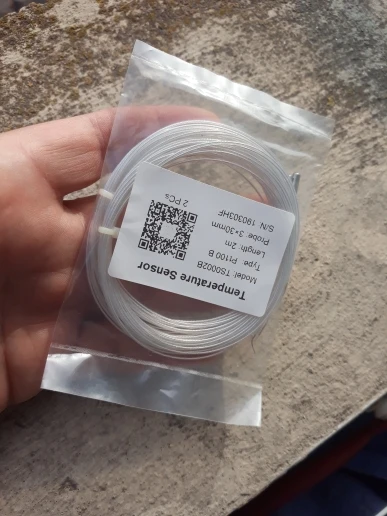 Temperature Sensor
Model: TS0002B
Type: Pt100 B
Length: 2m
Probe: 3*30mm
S/N: 190303HF
2 PCs